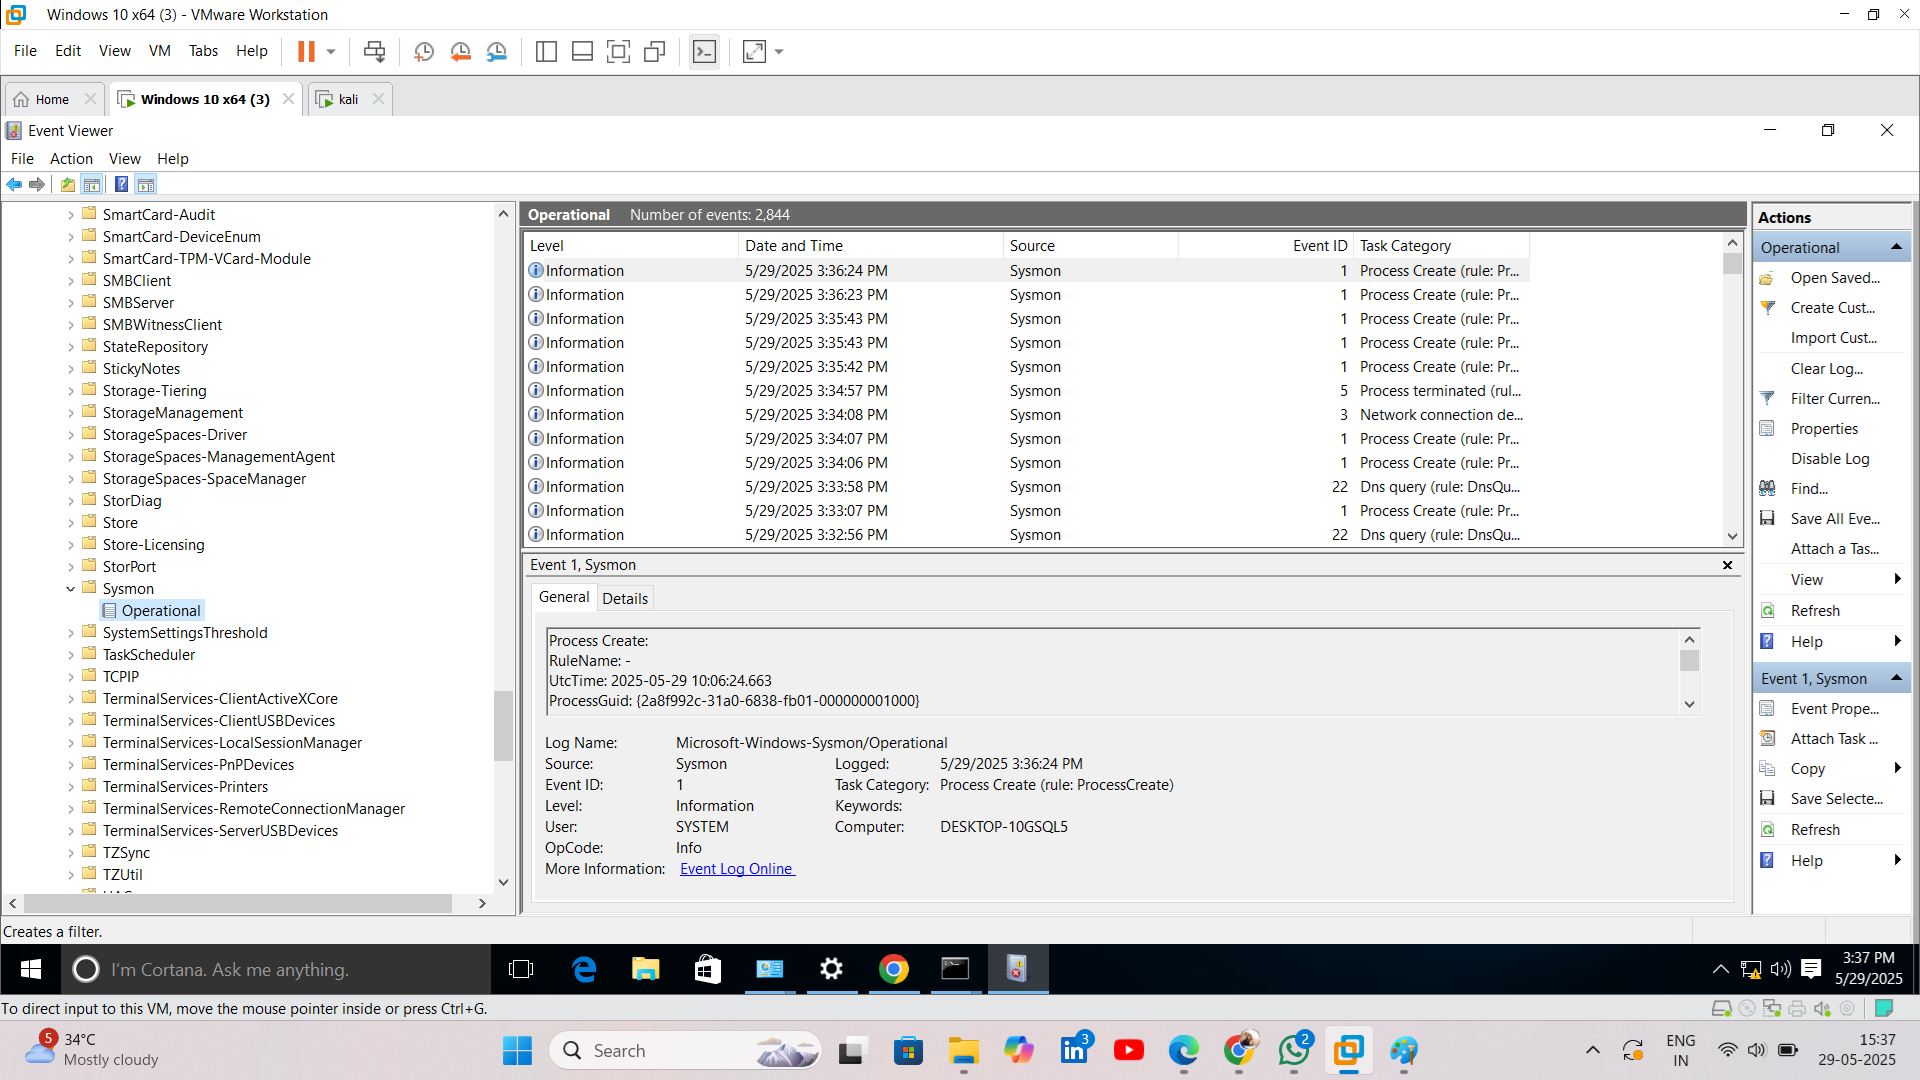 Windows 10 x64 (3) - VMware Workstation
File Edit View VM Tabs Help
Home
Windows 10 x64 (3)
kali
Event Viewer
File Action View Help
SmartCard-Audit
SmartCard-DeviceEnum
SmartCard-TPM-VCard-Module
SMBClient
SMBServer
SMBWitnessClient
StateRepository
StickyNotes
Storage-Tiering
StorageManagement
StorageSpaces-Driver
StorageSpaces-ManagementAgent
StorageSpaces-SpaceManager
StorDiag
Store
Store-Licensing
StorPort
Sysmon
Operational
SystemSettingsThreshold
TaskScheduler
TCPIP
TerminalServices-ClientActiveXCore
TerminalServices-ClientUSBDevices
TerminalServices-LocalSessionManager
TerminalServices-PnPDevices
TerminalServices-Printers
TerminalServices-RemoteConnectionManager
TerminalServices-ServerUSBDevices
TZSync
TZUtil
Operational Number of events: 2,844
Level Date and Time Source Event ID Task Category
Information 5/29/2025 3:36:24 PM Sysmon 1 Process Create (rule: Pr...
Information 5/29/2025 3:36:23 PM Sysmon 1 Process Create (rule: Pr...
Information 5/29/2025 3:35:43 PM Sysmon 1 Process Create (rule: Pr...
Information 5/29/2025 3:35:43 PM Sysmon 1 Process Create (rule: Pr...
Information 5/29/2025 3:35:42 PM Sysmon 1 Process Create (rule: Pr...
Information 5/29/2025 3:34:57 PM Sysmon 5 Process terminated (rul...
Information 5/29/2025 3:34:08 PM Sysmon 3 Network connection de...
Information 5/29/2025 3:34:07 PM Sysmon 1 Process Create (rule: Pr...
Information 5/29/2025 3:34:06 PM Sysmon 1 Process Create (rule: Pr...
Information 5/29/2025 3:33:58 PM Sysmon 22 Dns query (rule: DnsQu...
Information 5/29/2025 3:33:07 PM Sysmon 1 Process Create (rule: Pr...
Information 5/29/2025 3:32:56 PM Sysmon 22 Dns query (rule: DnsQu...
Event 1, Sysmon
General Details
Process Create:
RuleName: -
UtcTime: 2025-05-29 10:06:24.663
ProcessGuid: {2a8f992c-31a0-6838-fb01-000000001000}
Log Name: Microsoft-Windows-Sysmon/Operational
Source: Sysmon Logged: 5/29/2025 3:36:24 PM
Event ID: 1 Task Category: Process Create (rule: ProcessCreate)
Level: Information Keywords:
User: SYSTEM Computer: DESKTOP-10GSQL5
OpCode: Info
More Information: Event Log Online
Actions
Operational
Open Saved...
Create Cust...
Import Cust...
Clear Log...
Filter Curren...
Properties
Disable Log
Find...
Save All Eve...
Attach a Tas...
View
Refresh
Help
Event 1, Sysmon
Event Prope...
Attach Task ...
Copy
Save Selecte...
Refresh
Help
Creates a filter.
I'm Cortana. Ask me anything.
3:37 PM
5/29/2025
To direct input to this VM, move the mouse pointer inside or press Ctrl+G.
5
34°C
Mostly cloudy
Search
3
2
ENG
IN
15:37
29-05-2025